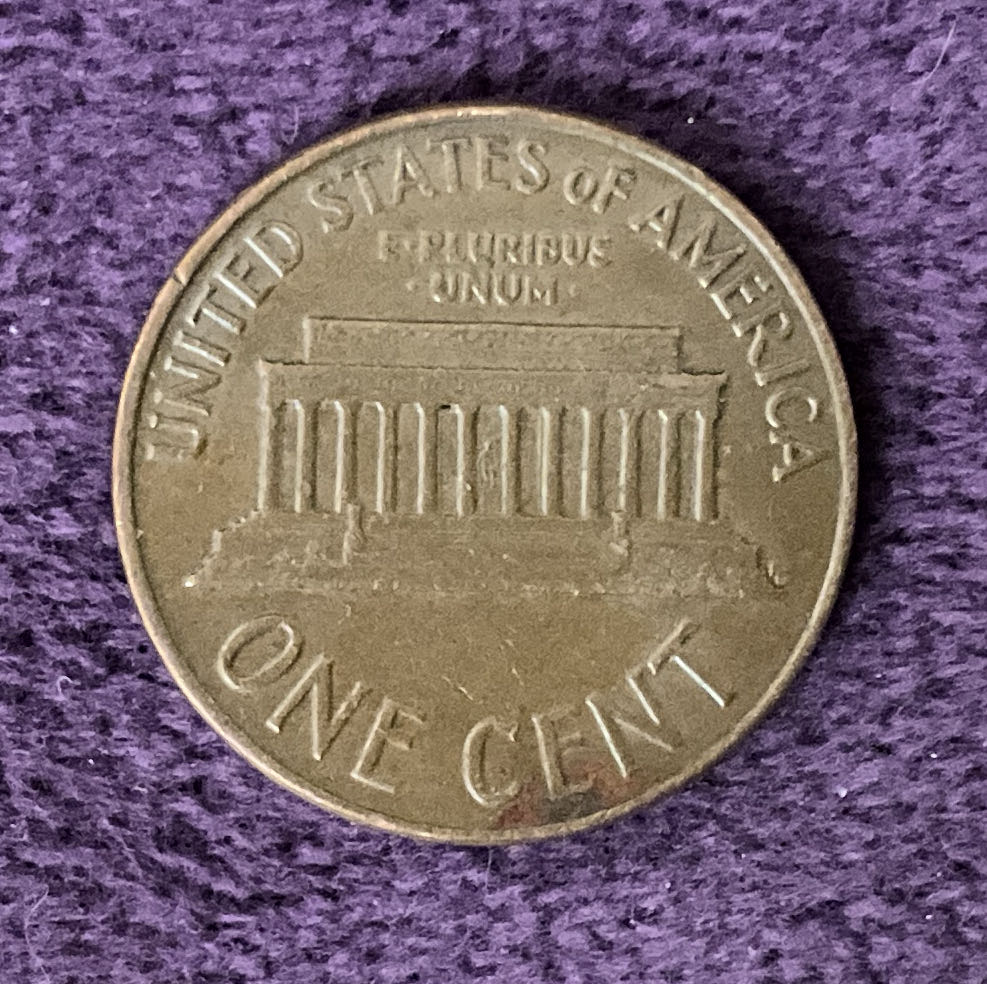 UNITED STATES OF AMERICA
E·PLURIBUS
·UNUM·
ONE CENT